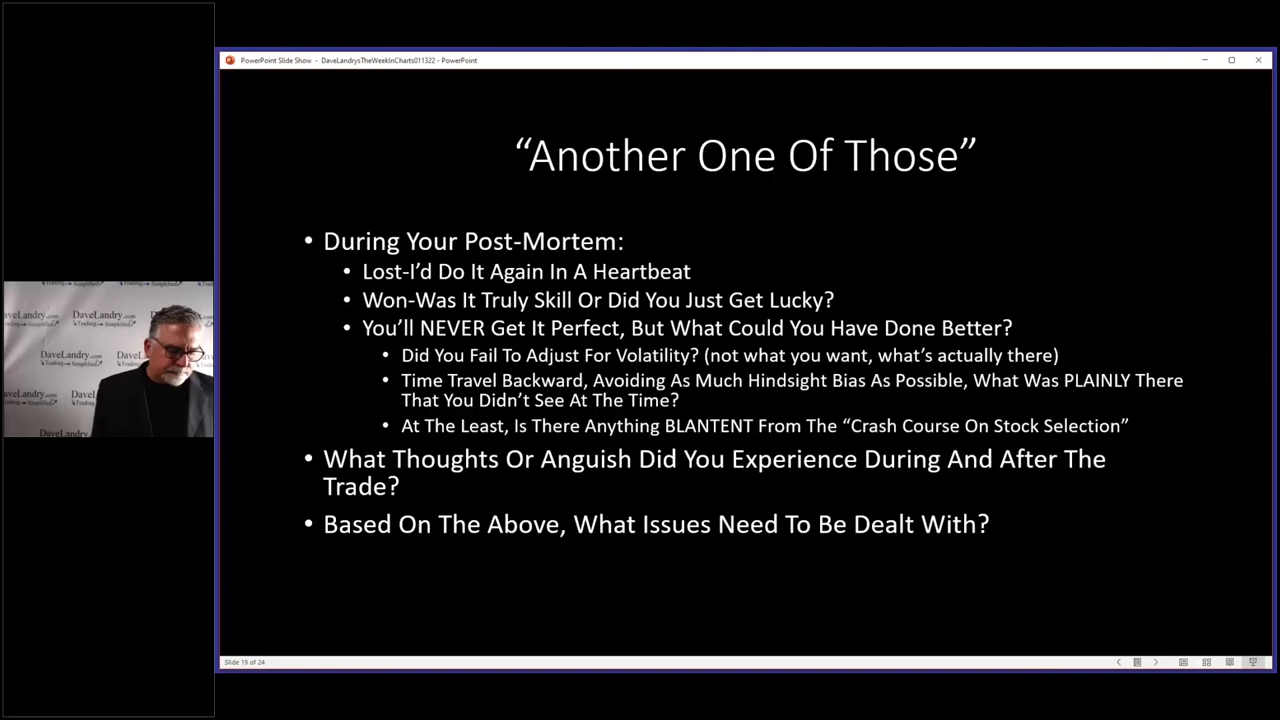 PowerPoint Slide Show - DaveLandrysTheWeekInCharts011322 - PowerPoint
“Another One Of Those”
• During Your Post-Mortem:
• Lost-I’d Do It Again In A Heartbeat
• Won-Was It Truly Skill Or Did You Just Get Lucky?
• You’ll NEVER Get It Perfect, But What Could You Have Done Better?
• Did You Fail To Adjust For Volatility? (not what you want, what’s actually there)
• Time Travel Backward, Avoiding As Much Hindsight Bias As Possible, What Was PLAINLY There
That You Didn’t See At The Time?
• At The Least, Is There Anything BLANTENT From The “Crash Course On Stock Selection”
• What Thoughts Or Anguish Did You Experience During And After The
Trade?
• Based On The Above, What Issues Need To Be Dealt With?
DaveLandry.com
Trading Simplified
DaveLandry.com
Slide 19 of 24